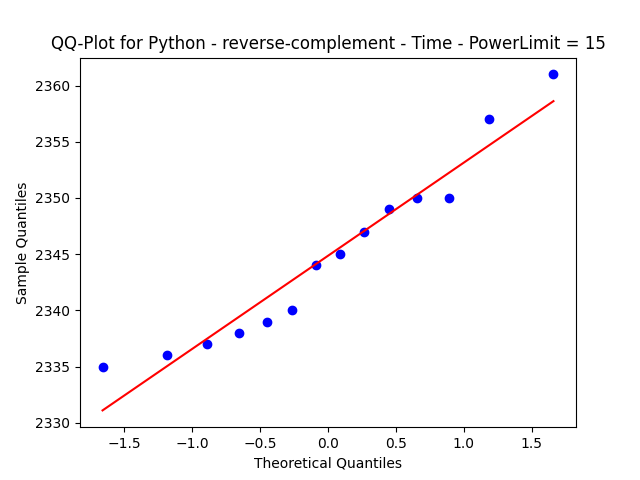 QQ-Plot for Python - reverse-complement - Time - PowerLimit = 15
2360
2355
2350
2345
2340
2335
2330
Sample Quantiles
−1.5 −1.0 −0.5 0.0 0.5 1.0 1.5
Theoretical Quantiles